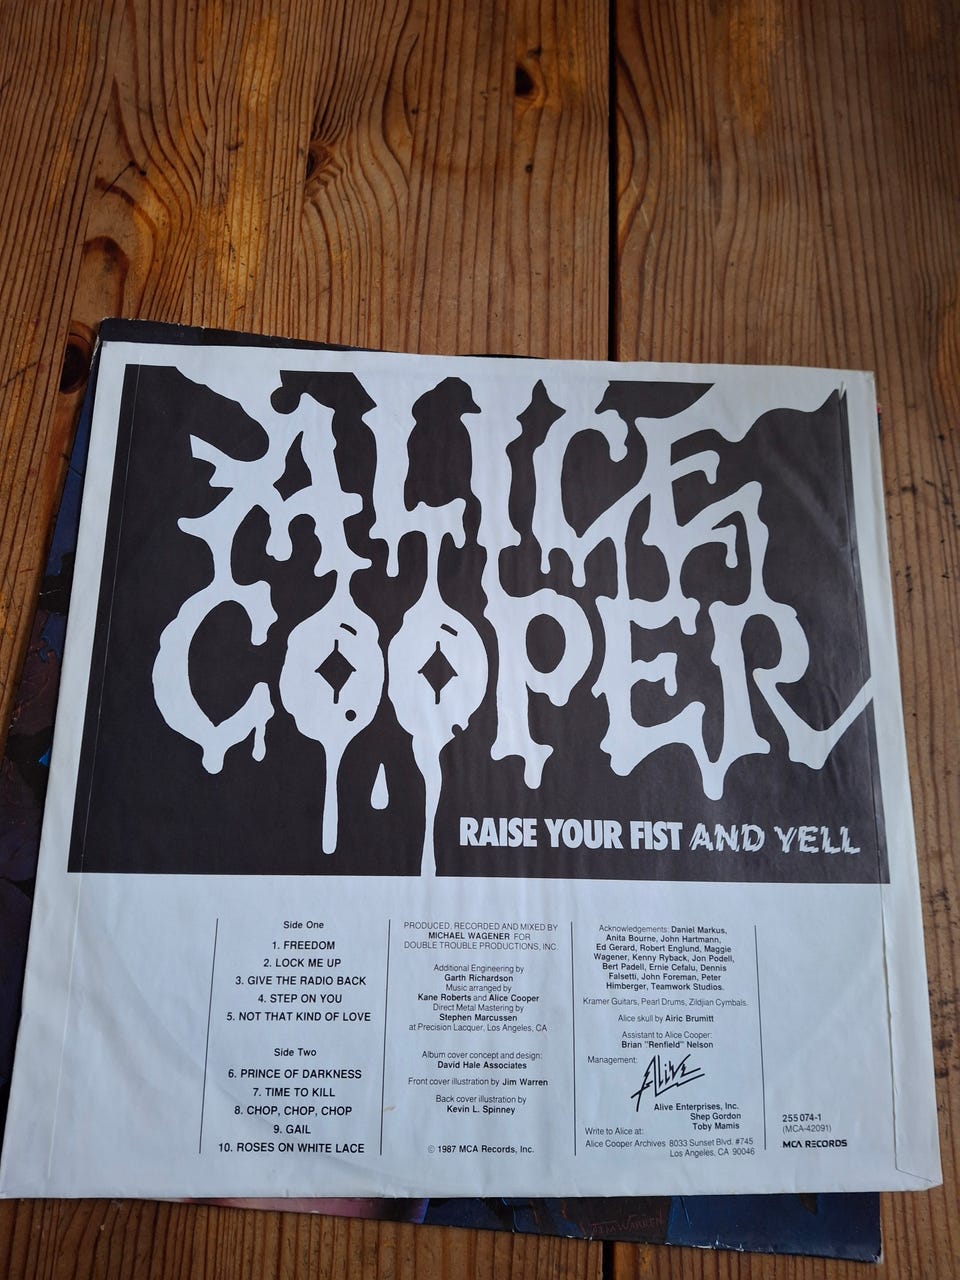 ALICE
COOPER
RAISE YOUR FIST AND YELL
Side One
1. FREEDOM
2. LOCK ME UP
3. GIVE THE RADIO BACK
4. STEP ON YOU
5. NOT THAT KIND OF LOVE
Side Two
6. PRINCE OF DARKNESS
7. TIME TO KILL
8. CHOP, CHOP, CHOP
9. GAIL
10. ROSES ON WHITE LACE
PRODUCED, RECORDED AND MIXED BY
MICHAEL WAGENER FOR
DOUBLE TROUBLE PRODUCTIONS, INC.
Additional Engineering by
Garth Richardson
Music arranged by
Kane Roberts and Alice Cooper
Direct Metal Mastering by
Stephen Marcussen
at Precision Lacquer, Los Angeles, CA
Album cover concept and design:
David Hale Associates
Front cover illustration by Jim Warren
Back cover illustration by
Kevin L. Spinney
© 1987 MCA Records, Inc.
Acknowledgements: Daniel Markus,
Anita Bourne, John Hartmann,
Ed Gerard, Robert Englund, Maggie
Wagener, Kenny Ryback, Jon Podell,
Bert Padell, Ernie Cefalu, Dennis
Falsetti, John Foreman, Peter
Himberger, Teamwork Studios.
Kramer Guitars, Pearl Drums, Zildjian Cymbals.
Alice skull by Airic Brumitt
Assistant to Alice Cooper:
Brian "Renfield" Nelson
Management: Alive
Alive Enterprises, Inc.
Shep Gordon
Toby Mamis
Write to Alice at:
Alice Cooper Archives 8033 Sunset Blvd. #745
Los Angeles, CA 90046
255 074-1
(MCA-42091)
MCA RECORDS
JIM WARREN